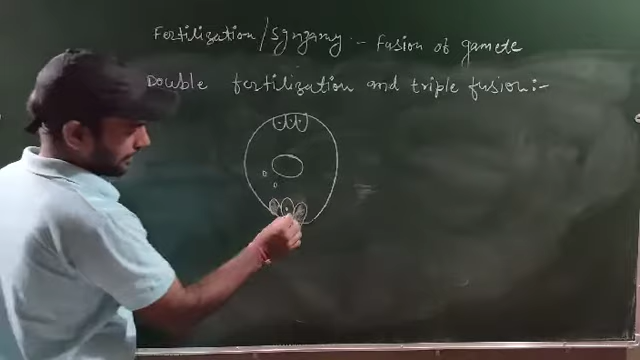 Fertilization/Syngamy :- Fusion of gamete
Double fertilization and triple fusion:-